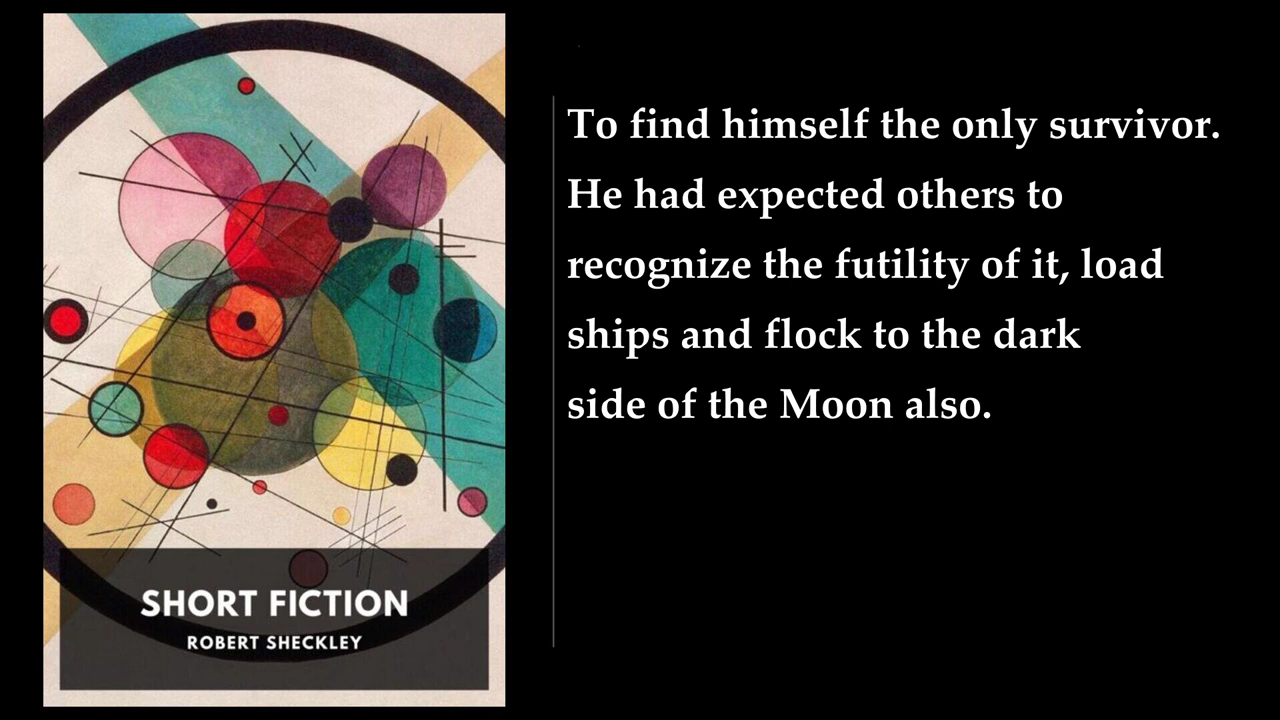 SHORT FICTION
ROBERT SHECKLEY
To find himself the only survivor.
He had expected others to
recognize the futility of it, load
ships and flock to the dark
side of the Moon also.